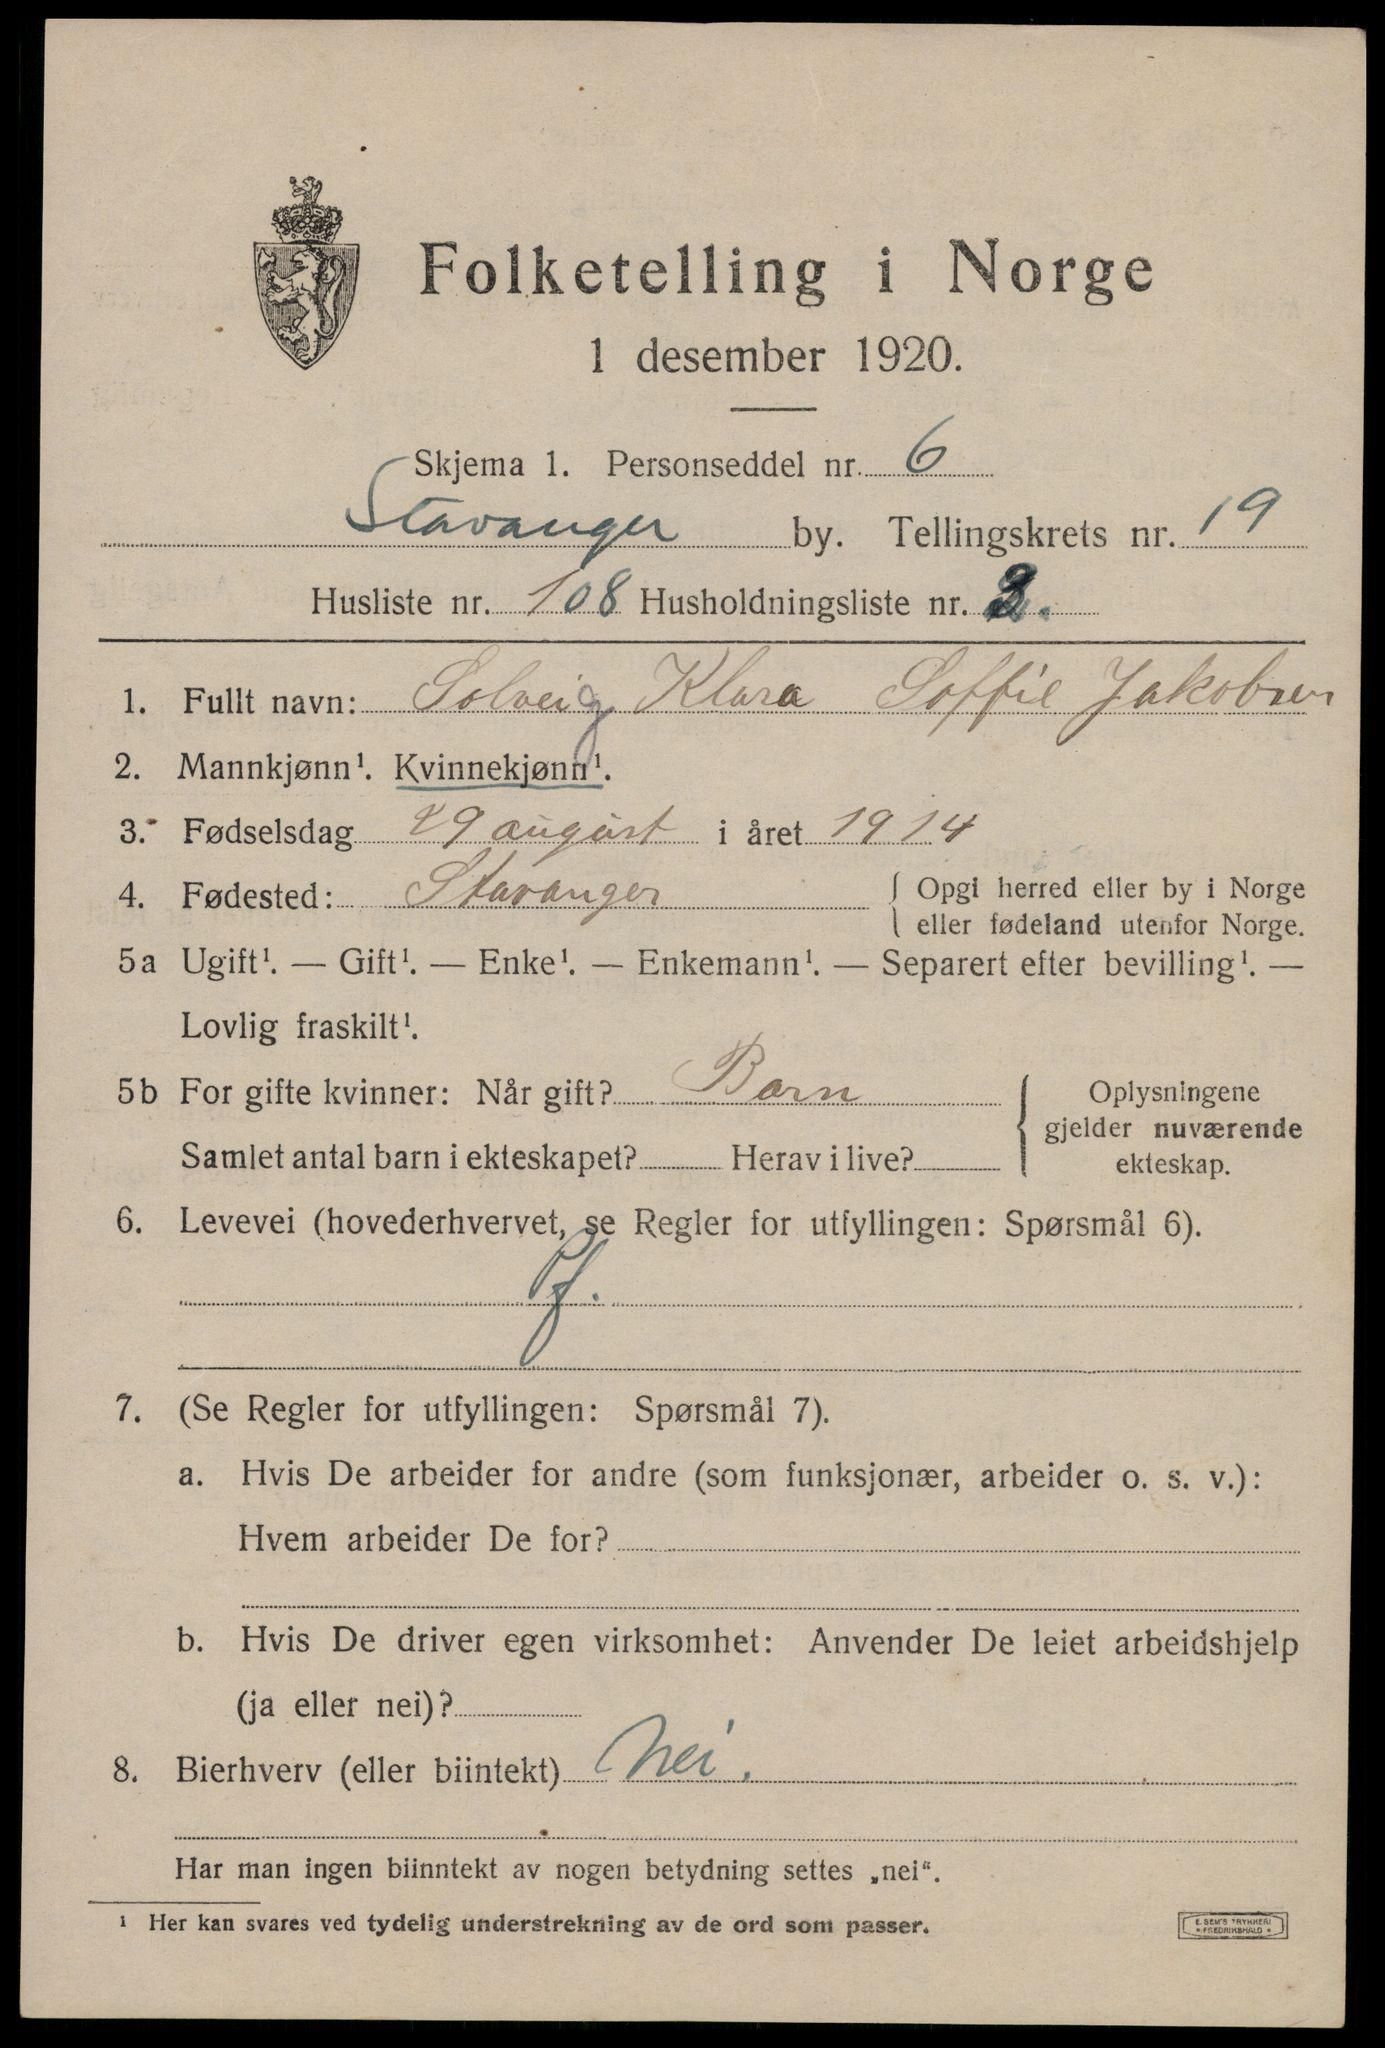 Folketelling i Norge
1 desember 1920.
Skjema 1. Personseddel nr. 6
Stavanger by. Tellingskrets nr. 19
Husliste nr. 108 Husholdningsliste nr. 3.
1. Fullt navn: Solveig Klara Soffie Jakobsen
2. Mannkjønn¹. Kvinnekjønn¹.
3. Fødselsdag 29 august i året 1914
4. Fødested: Stavanger { Opgi herred eller by i Norge
eller fødeland utenfor Norge.
5a Ugift¹. — Gift¹. — Enke¹. — Enkemann¹. — Separert efter bevilling¹. —
Lovlig fraskilt¹.
5b For gifte kvinner: Når gift? Barn { Oplysningene
gjelder nuværende
Samlet antal barn i ekteskapet? Herav i live? ekteskap.
6. Levevei (hovederhvervet, se Regler for utfyllingen: Spørsmål 6).
7. (Se Regler for utfyllingen: Spørsmål 7).
a. Hvis De arbeider for andre (som funksjonær, arbeider o. s. v.):
Hvem arbeider De for?
b. Hvis De driver egen virksomhet: Anvender De leiet arbeidshjelp
(ja eller nei)?
8. Bierhverv (eller biintekt) Nei.
Har man ingen biinntekt av nogen betydning settes „nei“.
¹ Her kan svares ved tydelig understrekning av de ord som passer.
E. SEM'S TRYKKERI
* FREDRIKSHALD *